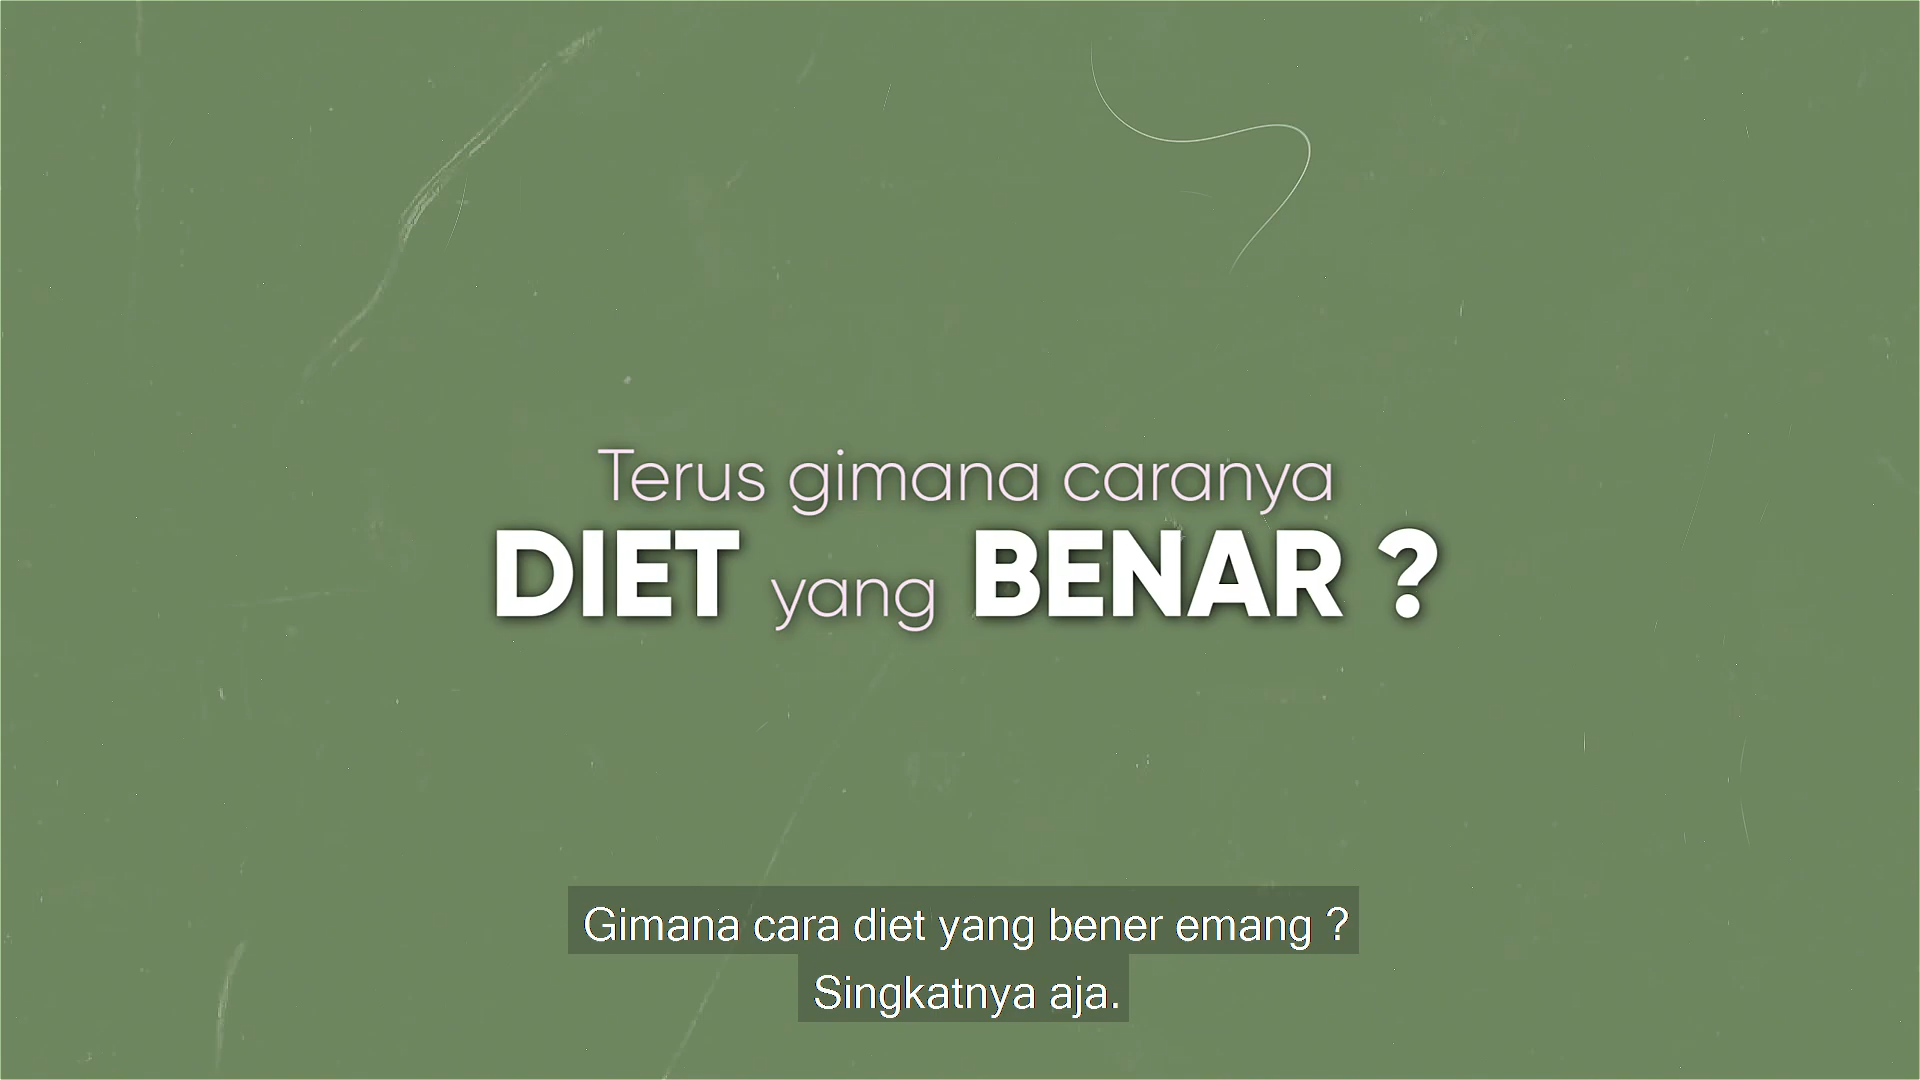 Terus gimana caranya
DIET yang BENAR ?
Gimana cara diet yang bener emang ?
Singkatnya aja.